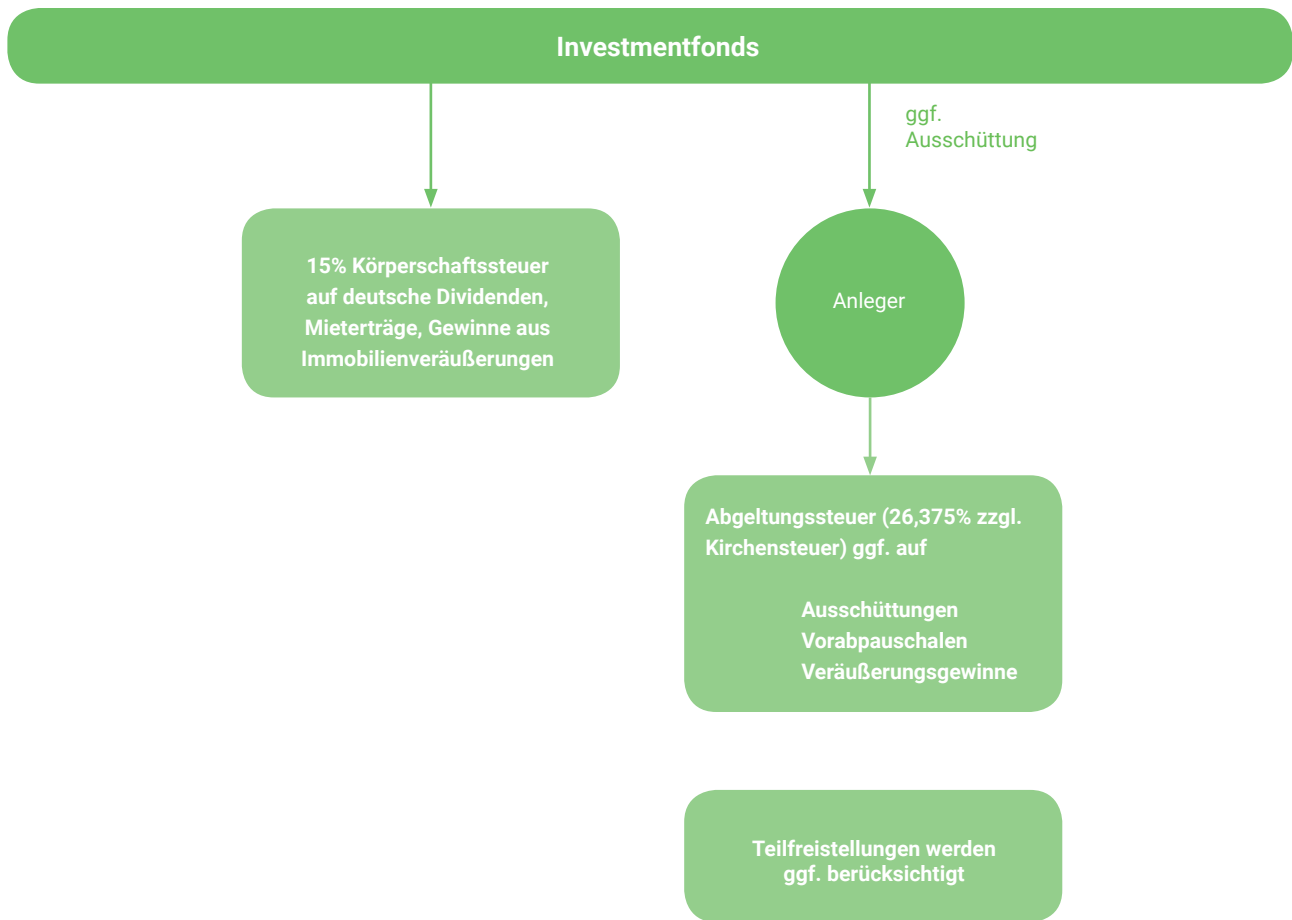 Investmentfonds
ggf.
Ausschüttung
15% Körperschaftssteuer
auf deutsche Dividenden,
Mieterträge, Gewinne aus
Immobilienveräußerungen
Anleger
Abgeltungssteuer (26,375% zzgl.
Kirchensteuer) ggf. auf
Ausschüttungen
Vorabpauschalen
Veräußerungsgewinne
Teilfreistellungen werden
ggf. berücksichtigt